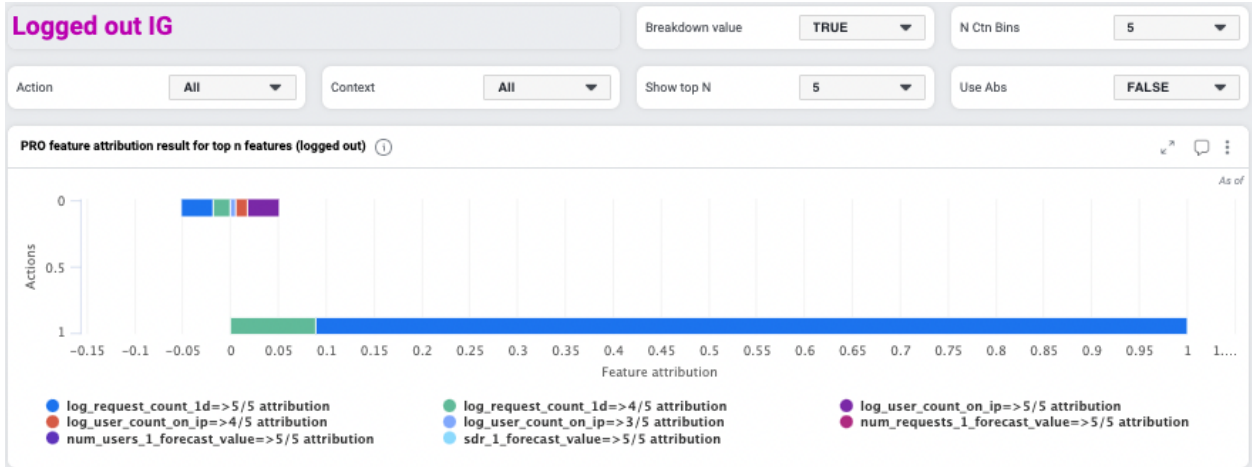 Logged out IG
Breakdown value TRUE
N Ctn Bins 5
Action All
Context All
Show top N 5
Use Abs FALSE
PRO feature attribution result for top n features (logged out)
As of
Actions
0
0.5
1
−0.15 −0.1 −0.05 0 0.05 0.1 0.15 0.2 0.25 0.3 0.35 0.4 0.45 0.5 0.55 0.6 0.65 0.7 0.75 0.8 0.85 0.9 0.95 1 1....
Feature attribution
log_request_count_1d=>5/5 attribution log_request_count_1d=>4/5 attribution log_user_count_on_ip=>5/5 attribution
log_user_count_on_ip=>4/5 attribution log_user_count_on_ip=>3/5 attribution num_requests_1_forecast_value=>5/5 attribution
num_users_1_forecast_value=>5/5 attribution sdr_1_forecast_value=>5/5 attribution